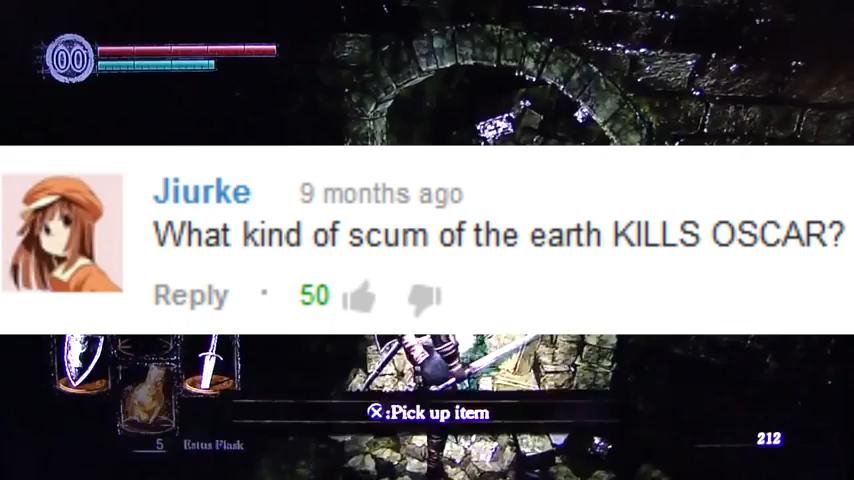 00
Jiurke 9 months ago
What kind of scum of the earth KILLS OSCAR?
Reply · 50
ⓧ:Pick up item
5 Estus Flask
212